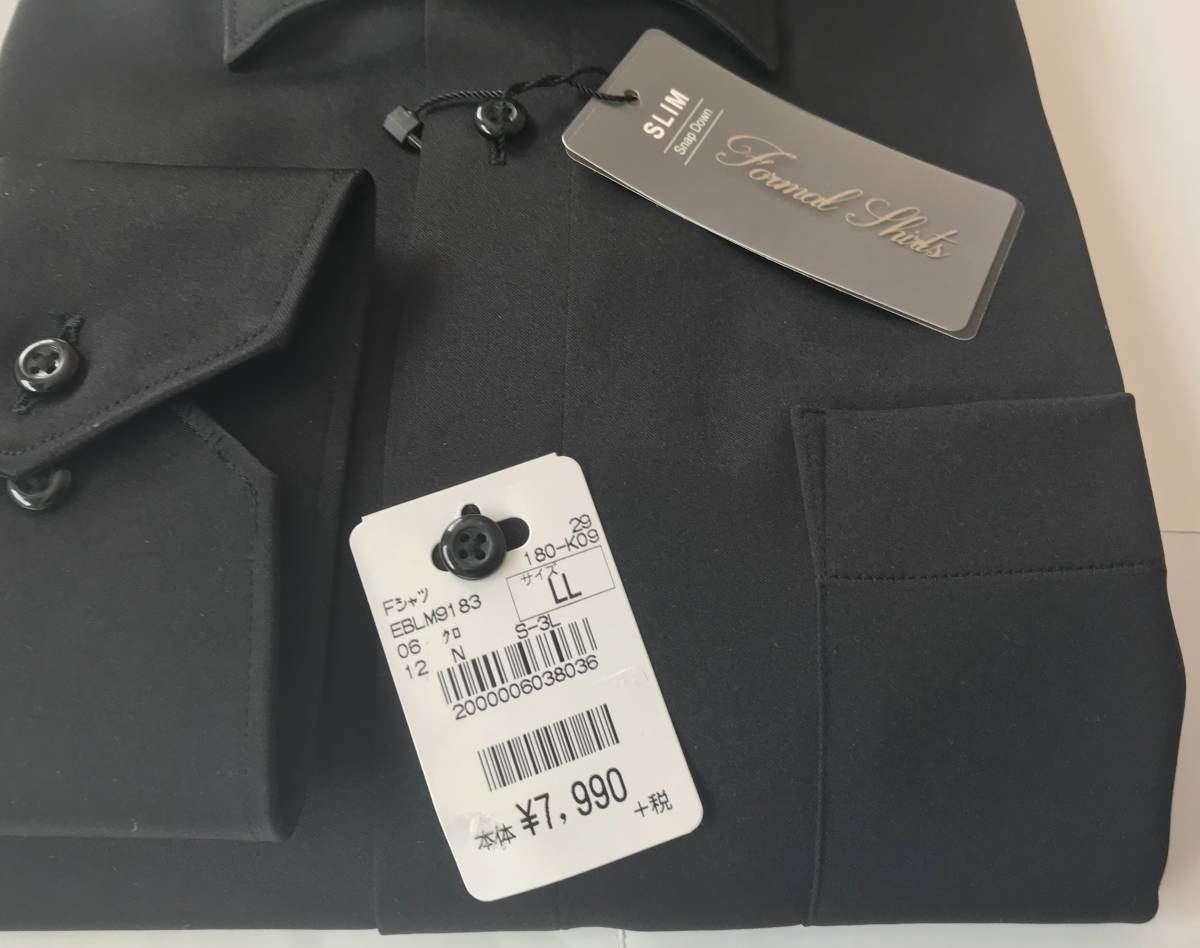 SLIM
Snap Down
Formal Shirts
29
180-K09
Fシャツ
サイズ
EBLM9183
LL
06 クロ
S-3L
12 N
2000006038036
本体 ¥7,990 +税